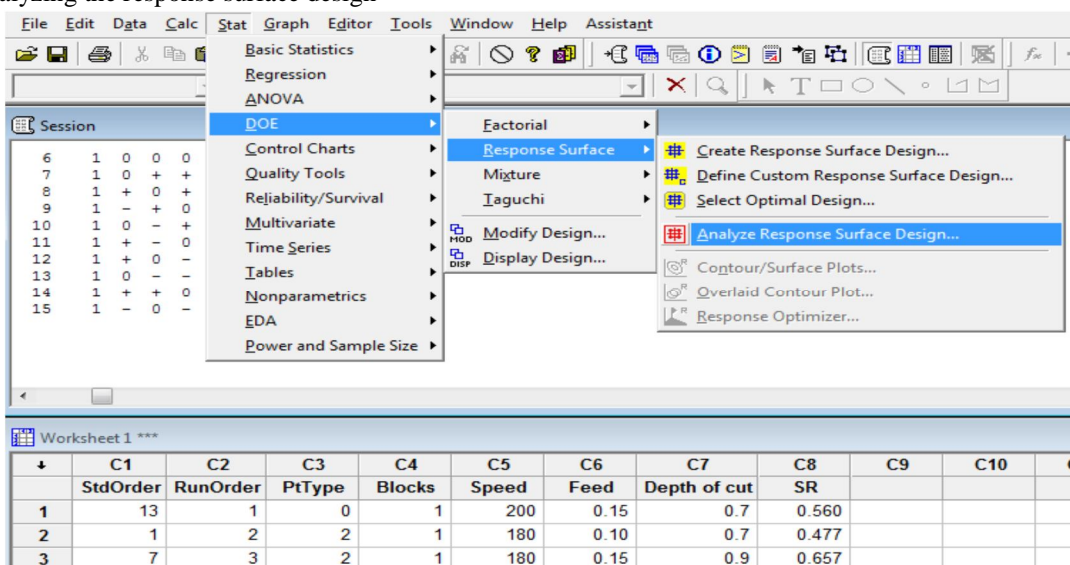 alyzing the response surface design
File Edit Data Calc Stat Graph Editor Tools Window Help Assistant
Basic Statistics
Regression
ANOVA
DOE
Control Charts
Quality Tools
Reliability/Survival
Multivariate
Time Series
Tables
Nonparametrics
EDA
Power and Sample Size
Factorial
Response Surface
Mixture
Taguchi
MOD Modify Design...
DISP Display Design...
Create Response Surface Design...
Define Custom Response Surface Design...
Select Optimal Design...
Analyze Response Surface Design...
Contour/Surface Plots...
Overlaid Contour Plot...
Response Optimizer...
Session
6 1 0 0 0
7 1 0 + +
8 1 + 0 +
9 1 - + 0
10 1 0 - +
11 1 + - 0
12 1 + 0 -
13 1 0 - -
14 1 + + 0
15 1 - 0 -
Worksheet 1 ***
C1 C2 C3 C4 C5 C6 C7 C8 C9 C10
StdOrder RunOrder PtType Blocks Speed Feed Depth of cut SR
1 13 1 0 1 200 0.15 0.7 0.560
2 1 2 2 1 180 0.10 0.7 0.477
3 7 3 2 1 180 0.15 0.9 0.657